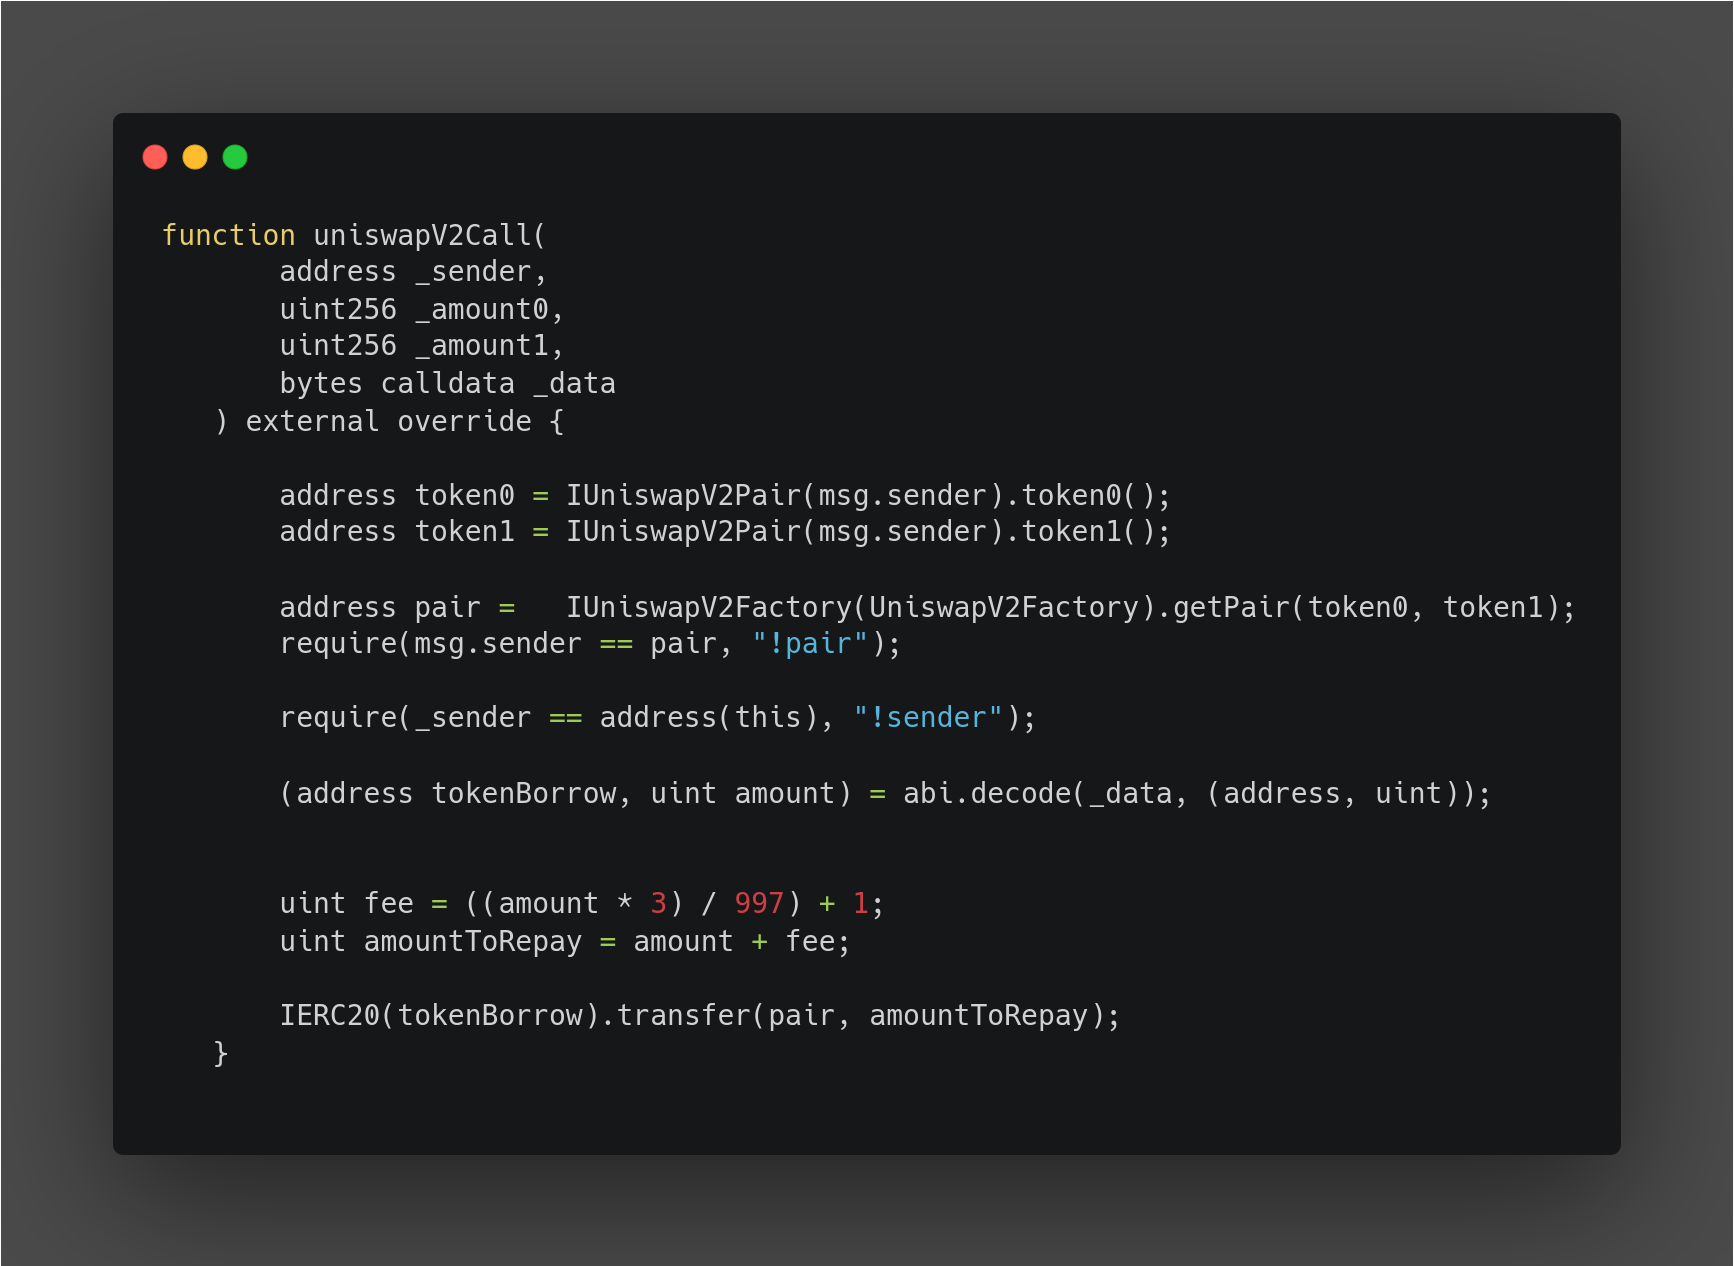 function uniswapV2Call(
address _sender,
uint256 _amount0,
uint256 _amount1,
bytes calldata _data
) external override {
address token0 = IUniswapV2Pair(msg.sender).token0();
address token1 = IUniswapV2Pair(msg.sender).token1();
address pair =   IUniswapV2Factory(UniswapV2Factory).getPair(token0, token1);
require(msg.sender == pair, "!pair");
require(_sender == address(this), "!sender");
(address tokenBorrow, uint amount) = abi.decode(_data, (address, uint));
uint fee = ((amount * 3) / 997) + 1;
uint amountToRepay = amount + fee;
IERC20(tokenBorrow).transfer(pair, amountToRepay);
}